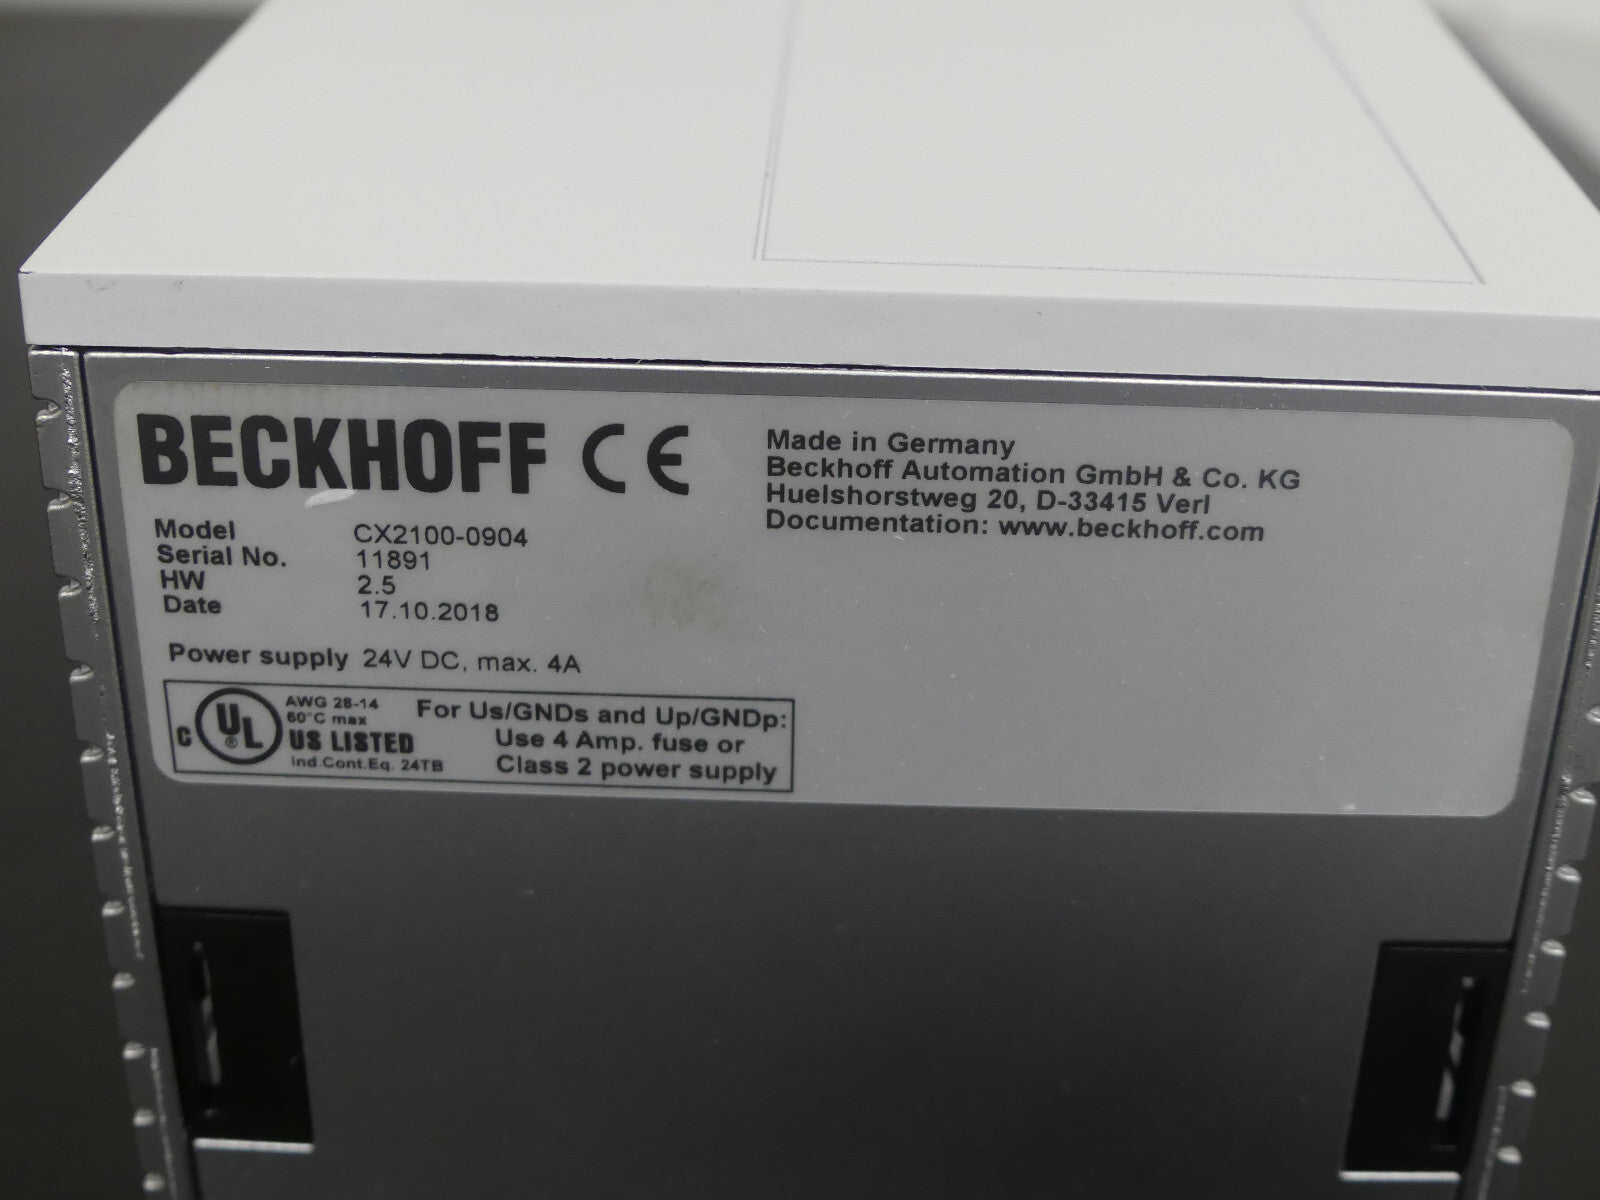 BECKHOFF CE
Made in Germany
Beckhoff Automation GmbH & Co. KG
Huelshorstweg 20, D-33415 Verl
Documentation: www.beckhoff.com
Model CX2100-0904
Serial No. 11891
HW 2.5
Date 17.10.2018
Power supply 24V DC, max. 4A
C UL ® US LISTED
AWG 28-14
60°C max
Ind.Cont.Eq. 24TB
For Us/GNDs and Up/GNDp:
Use 4 Amp. fuse or
Class 2 power supply